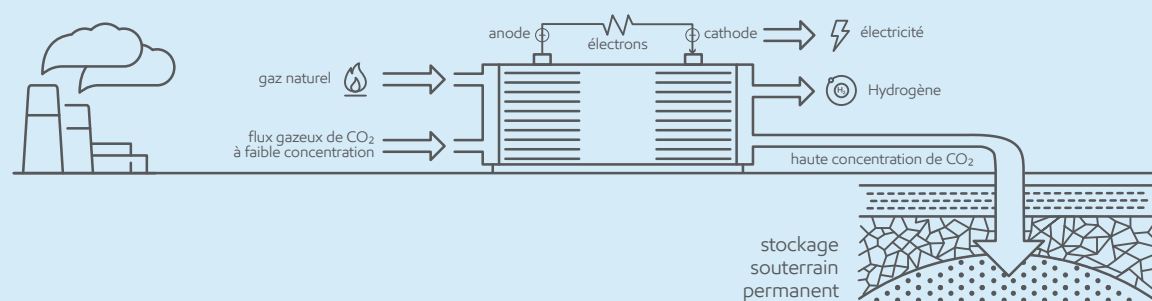 anode
électrons
cathode
électricité
gaz naturel
H₂
Hydrogène
flux gazeux de CO₂
à faible concentration
haute concentration de CO₂
stockage
souterrain
permanent